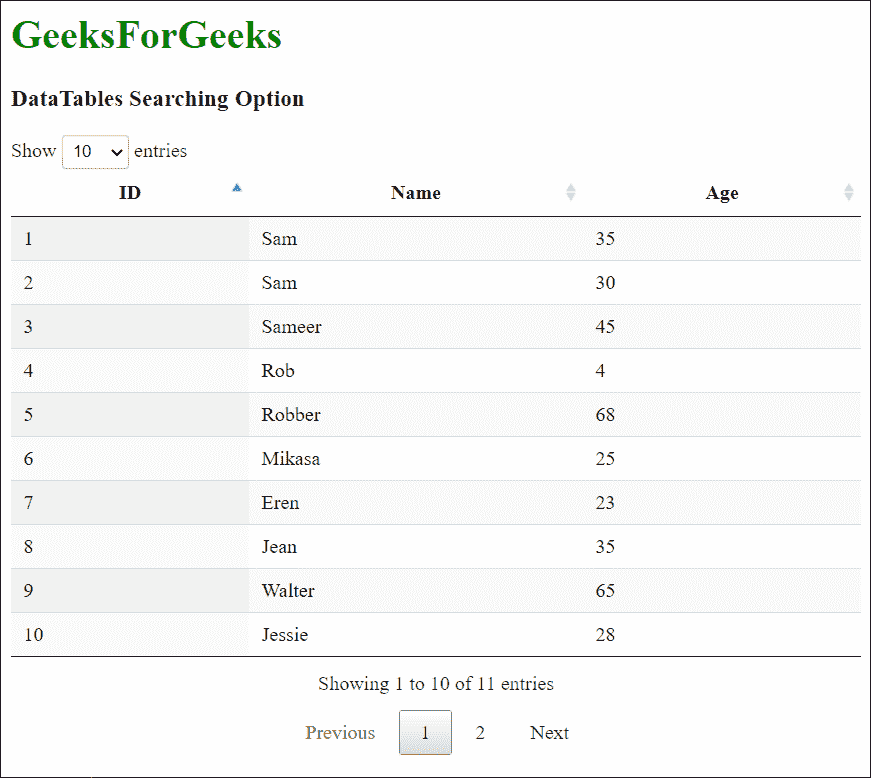 GeeksForGeeks
DataTables Searching Option
Show 10 entries
ID Name Age
1 Sam 35
2 Sam 30
3 Sameer 45
4 Rob 4
5 Robber 68
6 Mikasa 25
7 Eren 23
8 Jean 35
9 Walter 65
10 Jessie 28
Showing 1 to 10 of 11 entries
Previous 1 2 Next